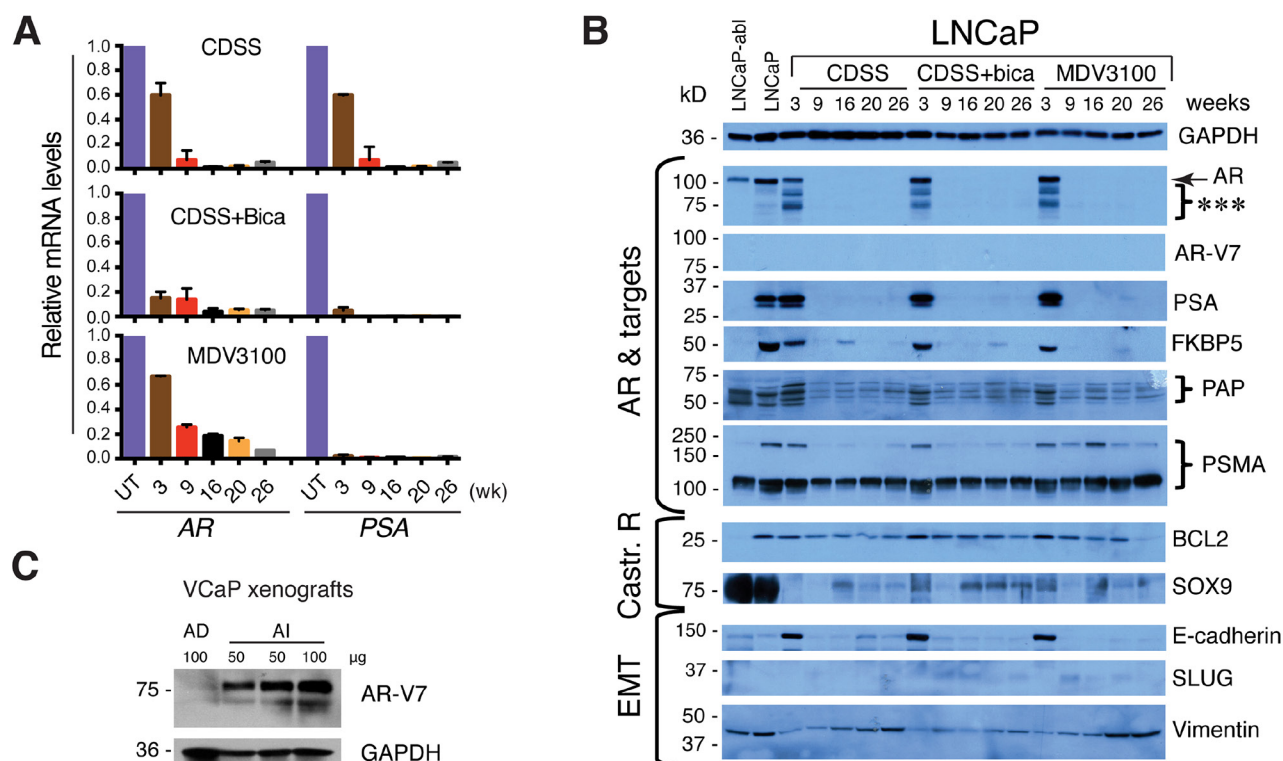 A
Relative mRNA levels
CDSS
1.0
0.8
0.6
0.4
0.2
0.0
CDSS+Bica
1.0
0.8
0.6
0.4
0.2
0.0
MDV3100
1.0
0.8
0.6
0.4
0.2
0.0
UT 3 9 16 20 26 UT 3 9 16 20 26 (wk)
AR PSA
B
LNCaP
LNCaP-abl LNCaP CDSS CDSS+bica MDV3100
kD 3 9 16 20 26 3 9 16 20 26 3 9 16 20 26 weeks
36 - GAPDH
AR & targets
100 - AR
75 - ***
100 - AR-V7
75 -
37 - PSA
25 -
50 - FKBP5
75 - PAP
50 -
250 - PSMA
150 -
100 -
Castr. R
25 - BCL2
75 - SOX9
EMT
150 - E-cadherin
37 - SLUG
50 - Vimentin
37 -
C
VCaP xenografts
AD AI
100 50 50 100 µg
75 - AR-V7
36 - GAPDH